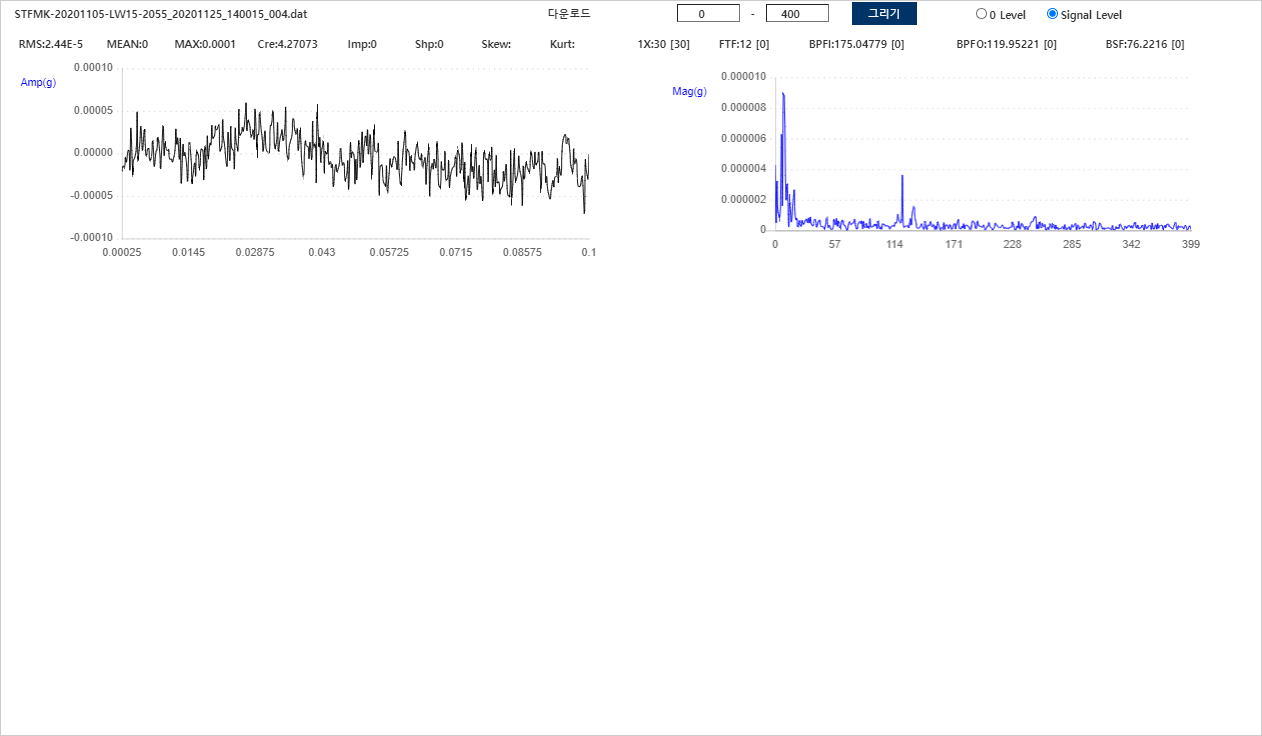 STFMK-20201105-LW15-2055_20201125_140015_004.dat 다운로드 0 - 400 그리기 0 Level Signal Level
RMS:2.44E-5 MEAN:0 MAX:0.0001 Cre:4.27073 Imp:0 Shp:0 Skew: Kurt: 1X:30 [30] FTF:12 [0] BPFI:175.04779 [0] BPFO:119.95221 [0] BSF:76.2216 [0]
Amp(g)
0.00010
0.00005
0.00000
-0.00005
-0.00010
0.00025 0.0145 0.02875 0.043 0.05725 0.0715 0.08575 0.1
Mag(g)
0.000010
0.000008
0.000006
0.000004
0.000002
0
0 57 114 171 228 285 342 399